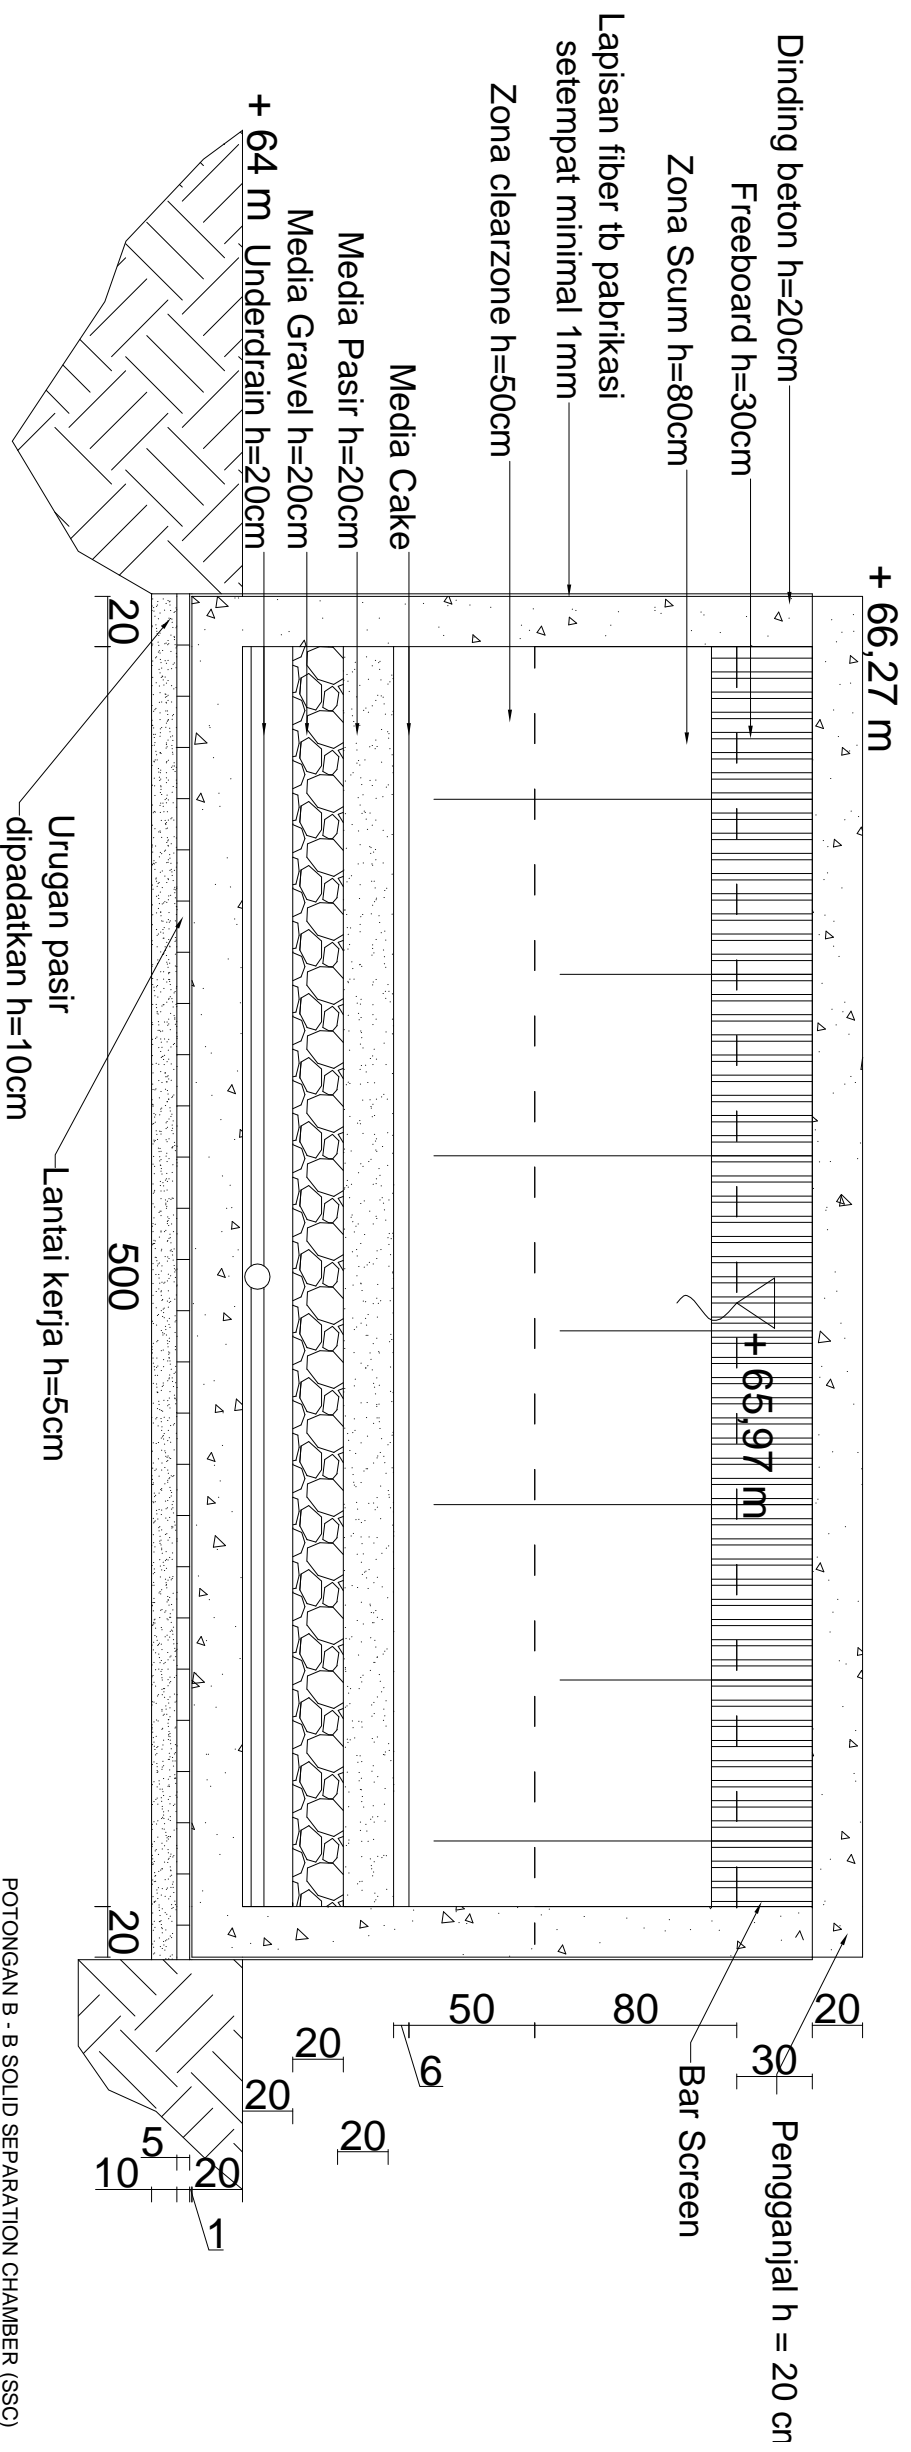 + 66,27 m
Dinding beton h=20cm
Freeboard h=30cm
Zona Scum h=80cm
Lapisan fiber tb pabrikasi
setempat minimal 1mm
Zona clearzone h=50cm
Media Cake
Media Pasir h=20cm
Media Gravel h=20cm
+ 64 m Underdrain h=20cm
+ 65,97 m
20
500
20
Urugan pasir
dipadatkan h=10cm
Lantai kerja h=5cm
20
30
80
50
6
20
20
20
20
5
10
1
Pengganjal h = 20 cm
Bar Screen
POTONGAN B - B SOLID SEPARATION CHAMBER (SSC)